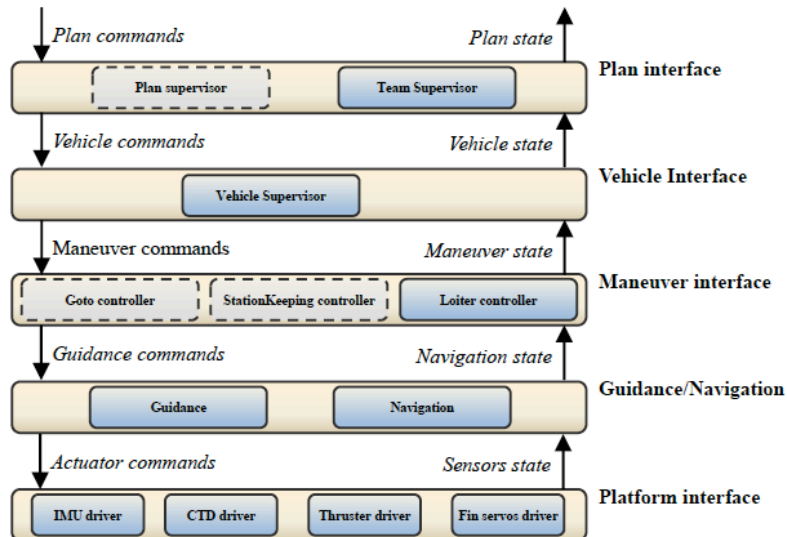 Plan commands
Plan state
Plan interface
Plan supervisor
Team Supervisor
Vehicle commands
Vehicle state
Vehicle Interface
Vehicle Supervisor
Maneuver commands
Maneuver state
Maneuver interface
Goto controller
StationKeeping controller
Loiter controller
Guidance commands
Navigation state
Guidance/Navigation
Guidance
Navigation
Actuator commands
Sensors state
Platform interface
IMU driver
CTD driver
Thruster driver
Fin servos driver